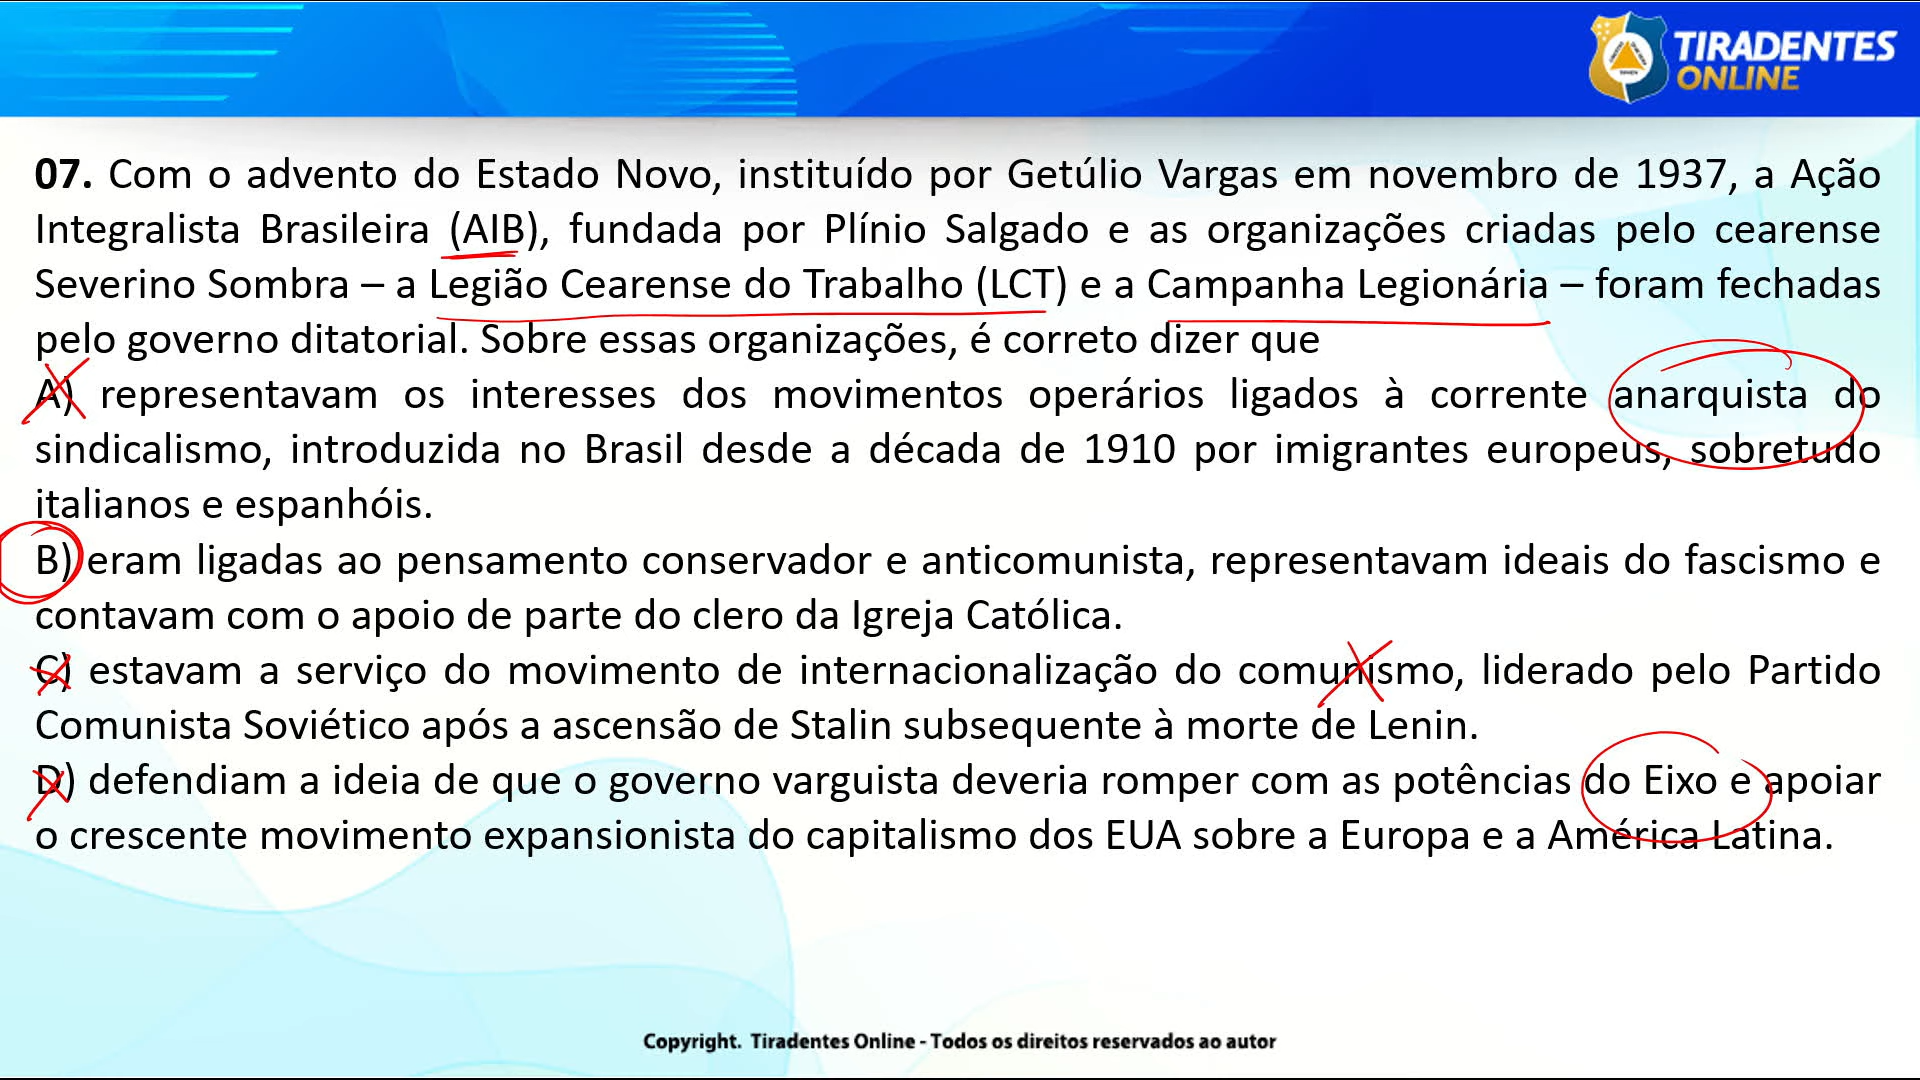 TIRADENTES
ONLINE
07. Com o advento do Estado Novo, instituído por Getúlio Vargas em novembro de 1937, a Ação
Integralista Brasileira (AIB), fundada por Plínio Salgado e as organizações criadas pelo cearense
Severino Sombra – a Legião Cearense do Trabalho (LCT) e a Campanha Legionária – foram fechadas
pelo governo ditatorial. Sobre essas organizações, é correto dizer que
A) representavam os interesses dos movimentos operários ligados à corrente anarquista do
sindicalismo, introduzida no Brasil desde a década de 1910 por imigrantes europeus, sobretudo
italianos e espanhóis.
B) eram ligadas ao pensamento conservador e anticomunista, representavam ideais do fascismo e
contavam com o apoio de parte do clero da Igreja Católica.
C) estavam a serviço do movimento de internacionalização do comunismo, liderado pelo Partido
Comunista Soviético após a ascensão de Stalin subsequente à morte de Lenin.
D) defendiam a ideia de que o governo varguista deveria romper com as potências do Eixo e apoiar
o crescente movimento expansionista do capitalismo dos EUA sobre a Europa e a América Latina.
Copyright. Tiradentes Online - Todos os direitos reservados ao autor